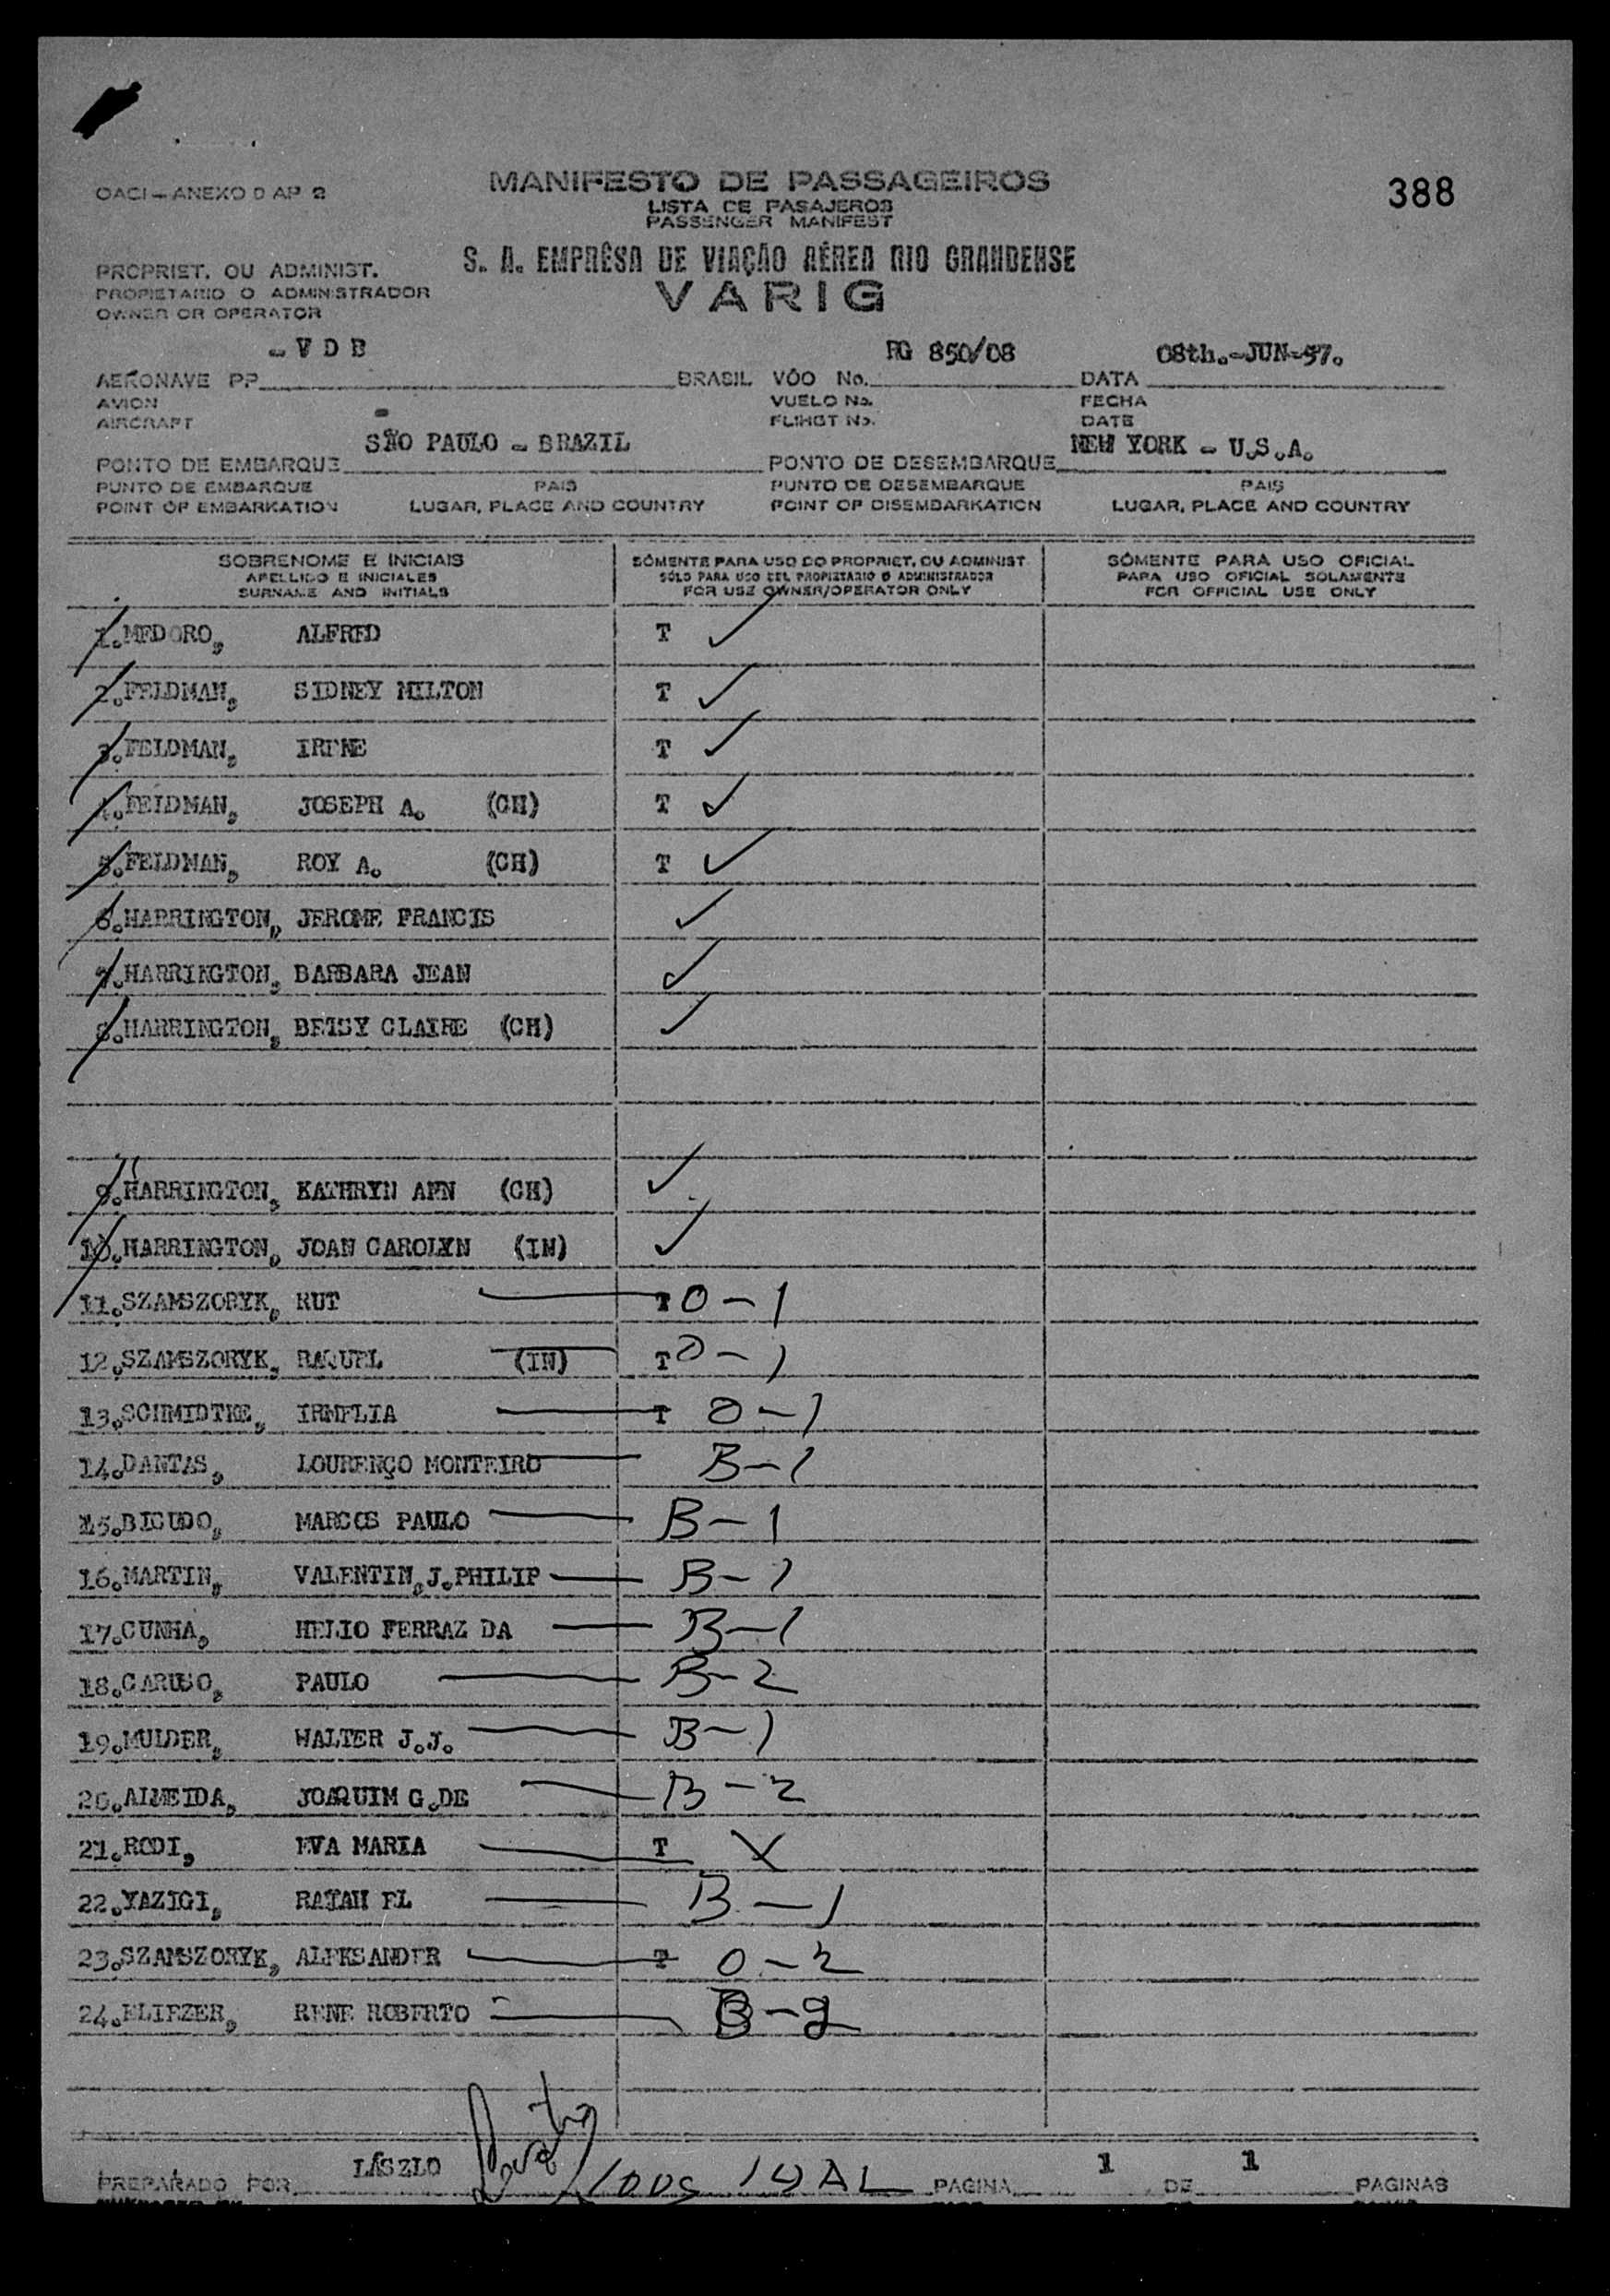 OACI — ANEXO 9 AP 2
MANIFESTO DE PASSAGEIROS
LISTA DE PASAJEROS
PASSENGER MANIFEST
388
S. A. EMPRÊSA DE VIAÇÃO AÉREA RIO GRANDENSE
VARIG
PROPRIET. OU ADMINIST.
PROPIETARIO O ADMINISTRADOR
OWNER OR OPERATOR
- V D B
RG 850/08
08th.-JUN-57.
AERONAVE PP BRASIL VÔO No. DATA
AVION VUELO No. FECHA
AIRCRAFT FLIHGT No. DATE
SÃO PAULO - BRAZIL
NEW YORK - U.S.A.
PONTO DE EMBARQUE PONTO DE DESEMBARQUE
PUNTO DE EMBARQUE PAIS PUNTO DE DESEMBARQUE PAIS
POINT OF EMBARKATION LUGAR, PLACE AND COUNTRY POINT OF DISEMBARKATION LUGAR, PLACE AND COUNTRY
SOBRENOME E INICIAIS SÒMENTE PARA USO DO PROPRIET. OU ADMINIST SÒMENTE PARA USO OFICIAL
APELLIDO E INICIALES SÓLO PARA USO DEL PROPIETARIO O ADMINISTRADOR PARA USO OFICIAL SOLAMENTE
SURNAME AND INITIALS FOR USE OWNER/OPERATOR ONLY FOR OFFICIAL USE ONLY
1. MEDORO, ALFRED T
2. FELDMAN, SIDNEY MILTON T
3. FELDMAN, IRENE T
4. FELDMAN, JOSEPH A. (CH) T
5. FELDMAN, ROY A. (CH) T
6. HARRINGTON, JEROME FRANCIS
7. HARRINGTON, BARBARA JEAN
8. HARRINGTON, BETSY CLAIRE (CH)
9. HARRINGTON, KATHRYN ANN (CH)
10. HARRINGTON, JOAN CAROLYN (IN)
11. SZAMSZORYK, RUT T O-1
12. SZAMSZORYK, RAQUEL (IN) T O-1
13. SCHMIDTKE, IRMELIA T O-1
14. DANTAS, LOURENÇO MONTEIRO B-1
15. BICUDO, MARCOS PAULO B-1
16. MARTIN, VALENTIN, J. PHILIP B-1
17. CUNHA, HELIO FERRAZ DA B-1
18. CARUSO, PAULO B-2
19. MULDER, WALTER J.J. B-1
20. ALMEIDA, JOAQUIM G.DE B-2
21. RODI, EVA MARIA T X
22. YAZIGI, RAYAH EL B-1
23. SZAMSZORYK, ALEKSANDER T O-2
24. ELIEZER, RENE ROBERTO B-2
LÁSZLO
PREPARADO POR PAGINA 1 DE 1 PAGINAS